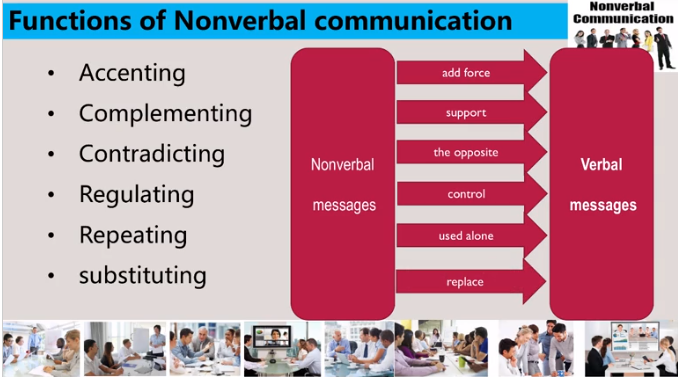 Functions of Nonverbal communication
Nonverbal
Communication
• Accenting
• Complementing
• Contradicting
• Regulating
• Repeating
• substituting
Nonverbal
messages
add force
support
the opposite
control
used alone
replace
Verbal
messages